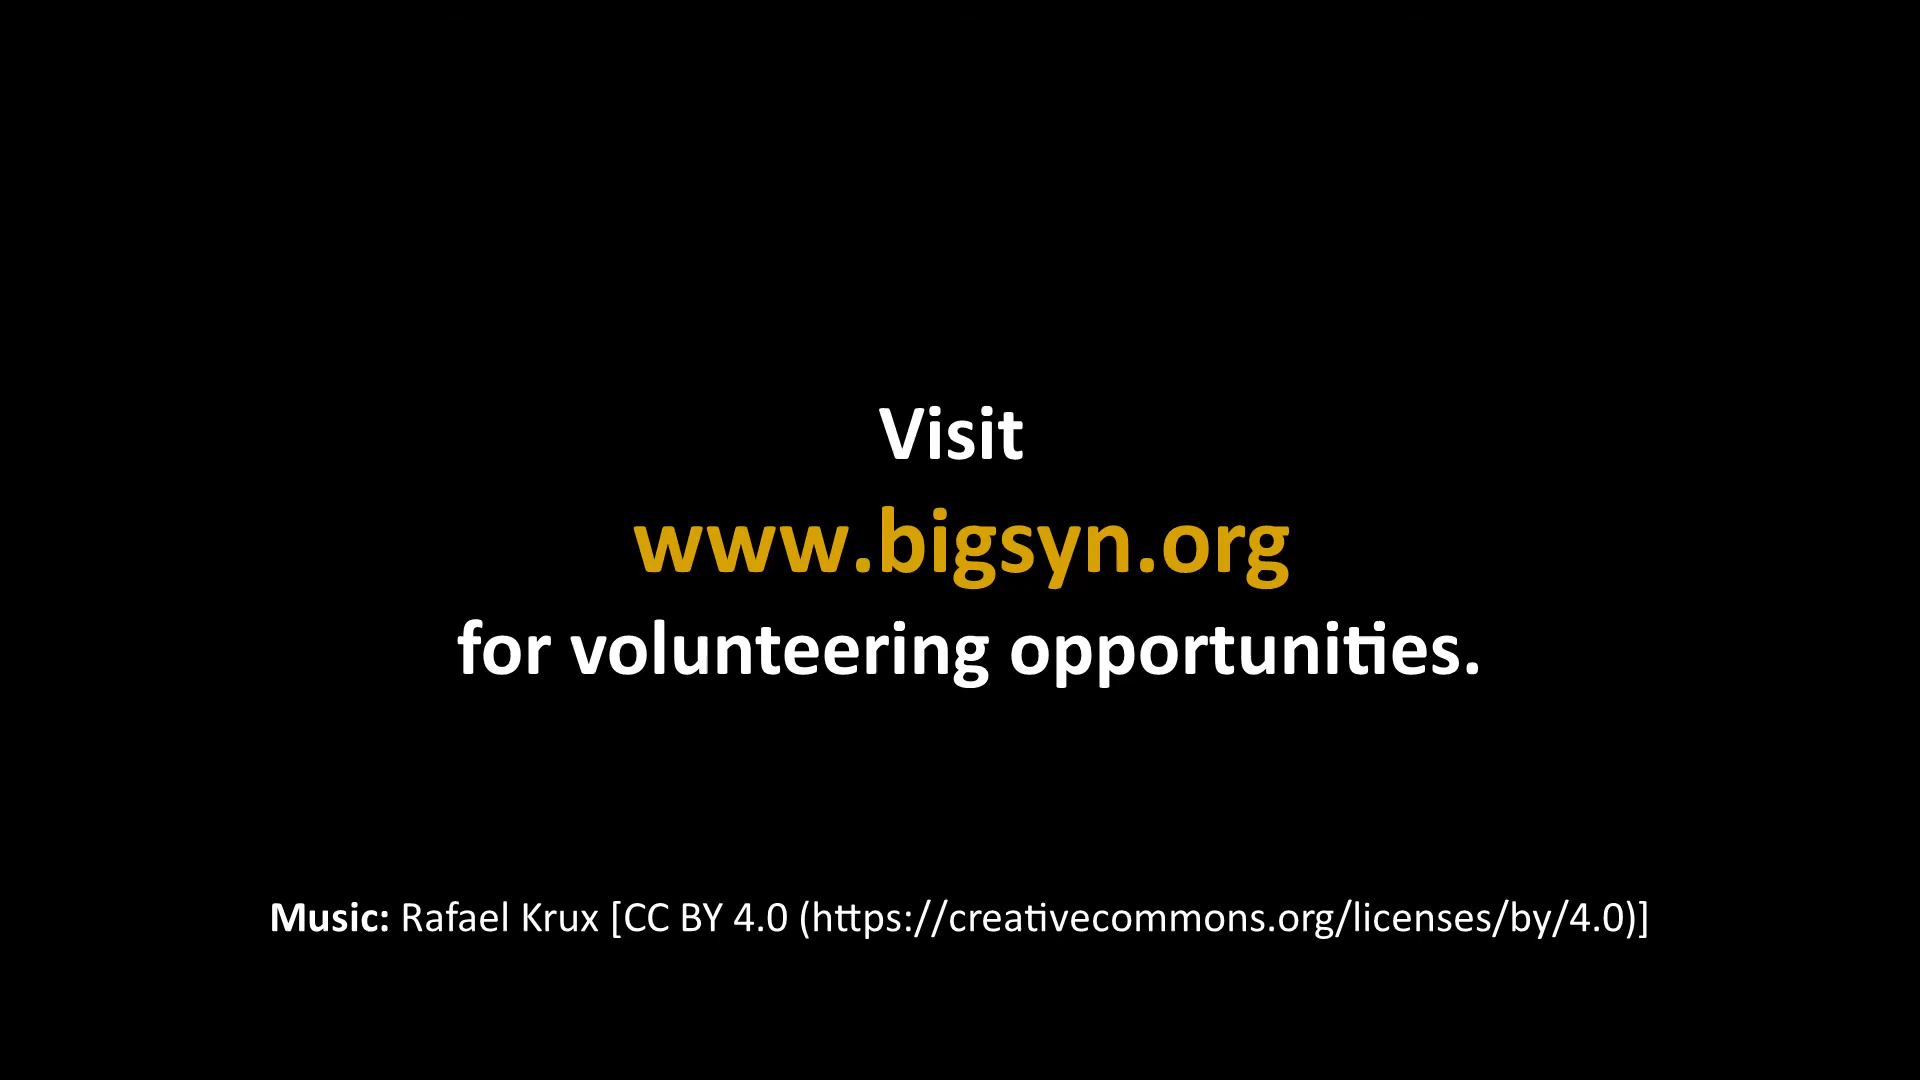 Visit
www.bigsyn.org
for volunteering opportunities.
Music: Rafael Krux [CC BY 4.0 (https://creativecommons.org/licenses/by/4.0)]